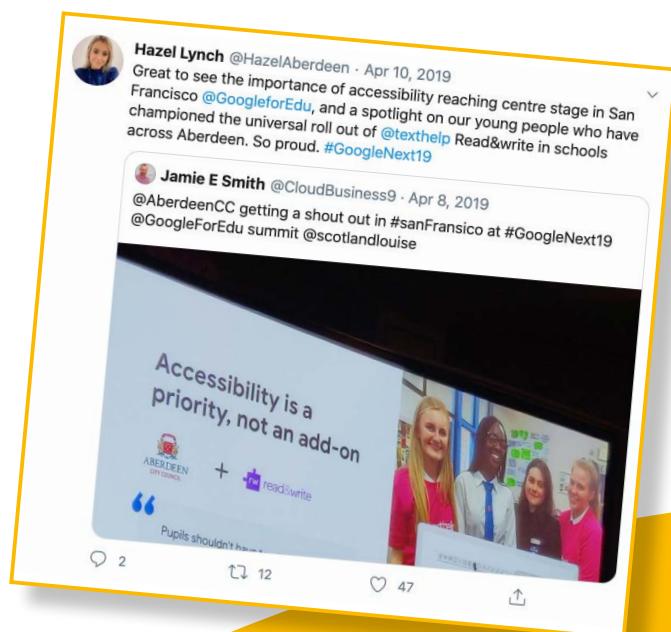 Hazel Lynch @HazelAberdeen · Apr 10, 2019
Great to see the importance of accessibility reaching centre stage in San
Francisco @GoogleforEdu, and a spotlight on our young people who have
championed the universal roll out of @texthelp Read&write in schools
across Aberdeen. So proud. #GoogleNext19
Jamie E Smith @CloudBusiness9 · Apr 8, 2019
@AberdeenCC getting a shout out in #sanFransico at #GoogleNext19
@GoogleForEdu summit @scotlandlouise
Accessibility is a
priority, not an add-on
ABERDEEN
CITY COUNCIL
+
rw read&write
“
Pupils shouldn't
2
12
47